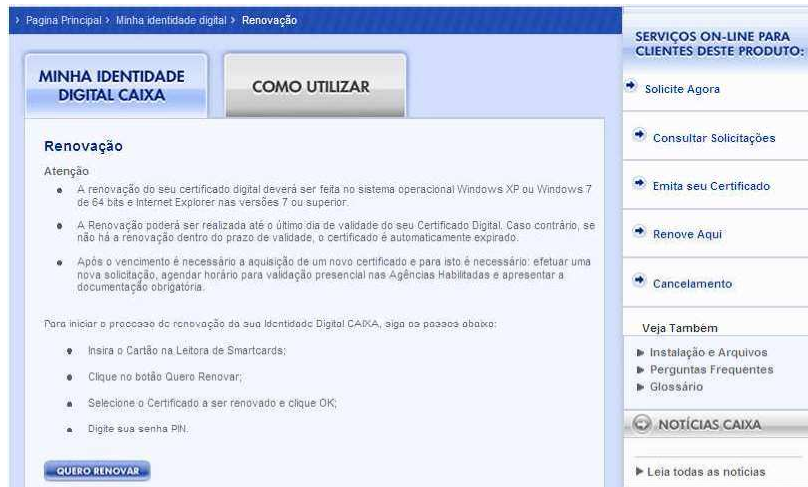 Pagina Principal › Minha identidade digital › Renovação
MINHA IDENTIDADE
DIGITAL CAIXA
COMO UTILIZAR
Renovação
Atenção
A renovação do seu certificado digital deverá ser feita no sistema operacional Windows XP ou Windows 7
de 64 bits e Internet Explorer nas versões 7 ou superior.
A Renovação poderá ser realizada até o último dia de validade do seu Certificado Digital. Caso contrário, se
não há a renovação dentro do prazo de validade, o certificado é automaticamente expirado.
Após o vencimento é necessário a aquisição de um novo certificado e para isto é necessário: efetuar uma
nova solicitação, agendar horário para validação presencial nas Agências Habilitadas e apresentar a
documentação obrigatória.
Para iniciar o processo de renovação da sua Identidade Digital CAIXA, siga os passos abaixo:
Insira o Cartão na Leitora de Smartcards;
Clique no botão Quero Renovar;
Selecione o Certificado a ser renovado e clique OK;
Digite sua senha PIN.
QUERO RENOVAR
SERVIÇOS ON-LINE PARA
CLIENTES DESTE PRODUTO:
Solicite Agora
Consultar Solicitações
Emita seu Certificado
Renove Aqui
Cancelamento
Veja Também
Instalação e Arquivos
Perguntas Frequentes
Glossário
NOTÍCIAS CAIXA
Leia todas as noticias